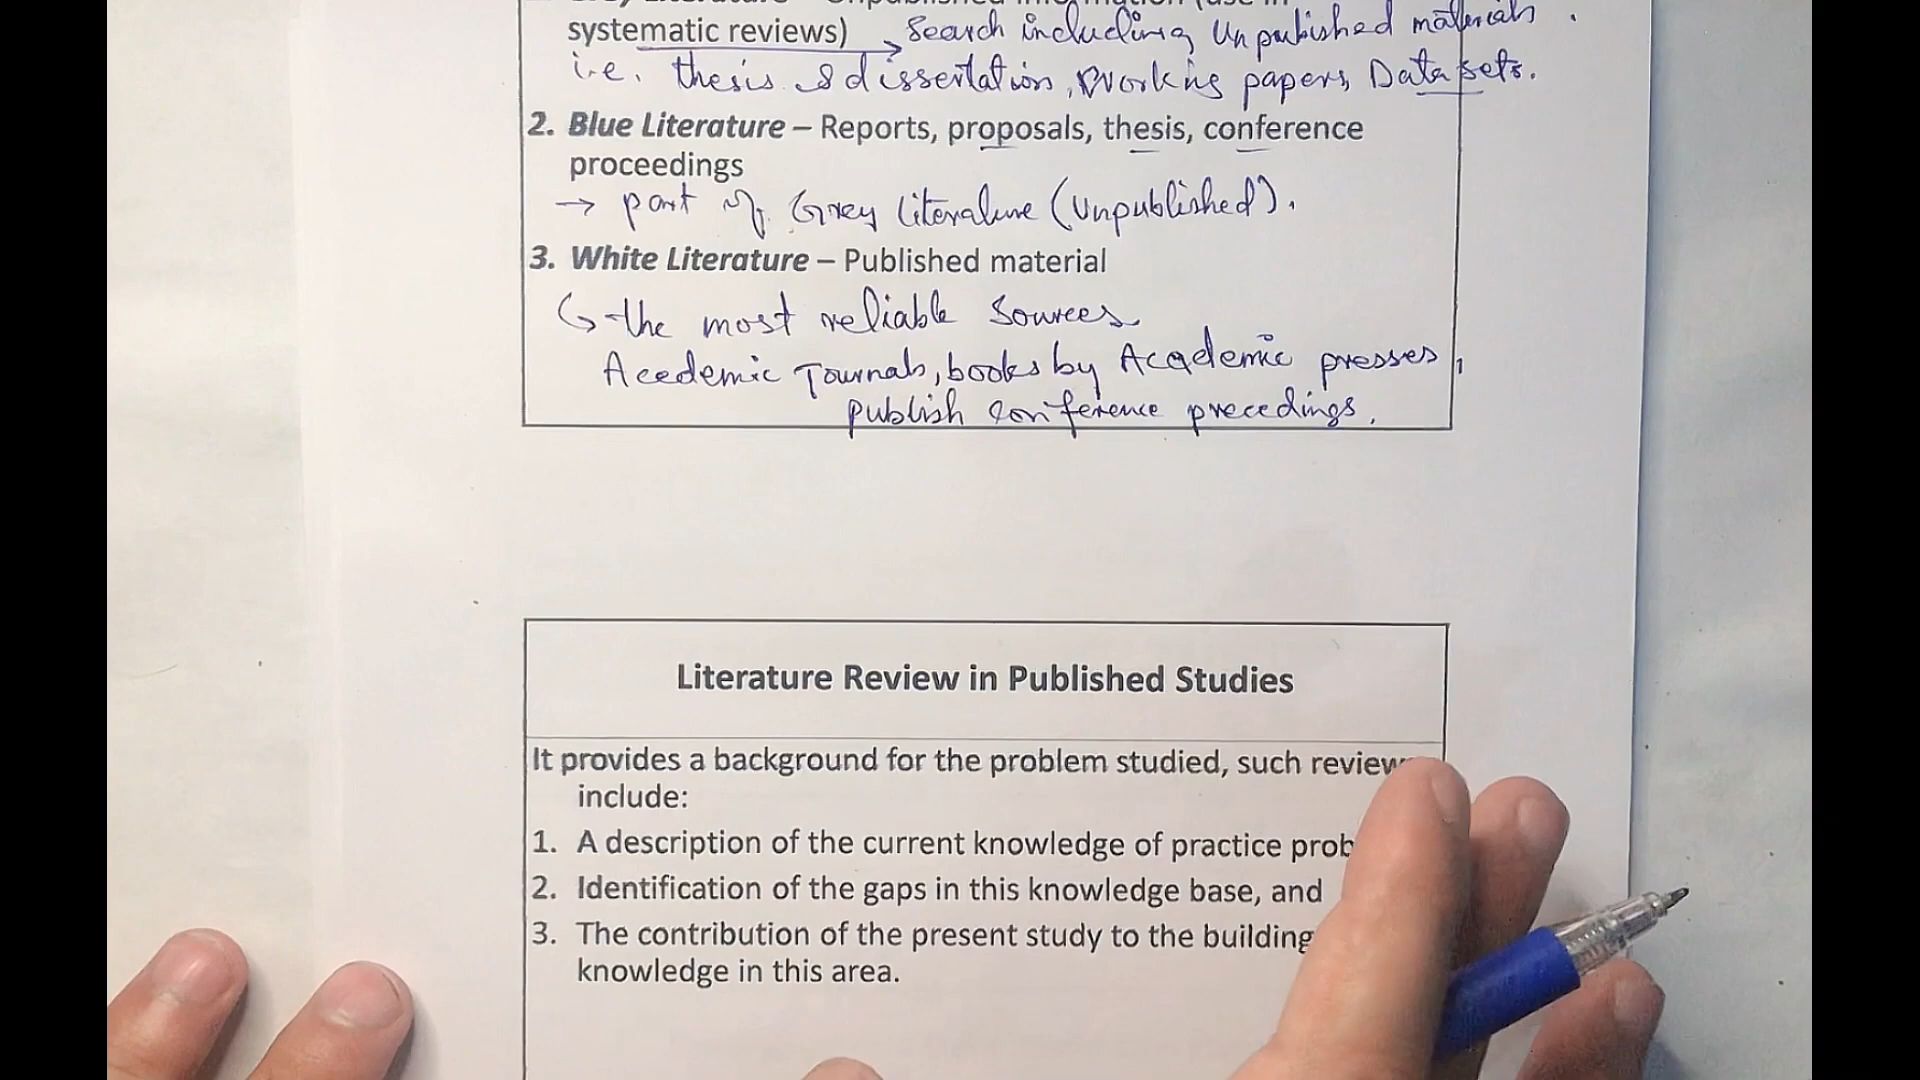 systematic reviews) Search including Unpublished materials.
i.e. thesis & dissertation, Working papers, Data sets.
2. Blue Literature – Reports, proposals, thesis, conference
proceedings
→ part of Grey Literature (Unpublished).
3. White Literature – Published material
↳ the most reliable Sources
Acedemic Journals, books by Academic presses,
publish conference precedings.
Literature Review in Published Studies
It provides a background for the problem studied, such review
include:
1. A description of the current knowledge of practice prob
2. Identification of the gaps in this knowledge base, and
3. The contribution of the present study to the building
knowledge in this area.